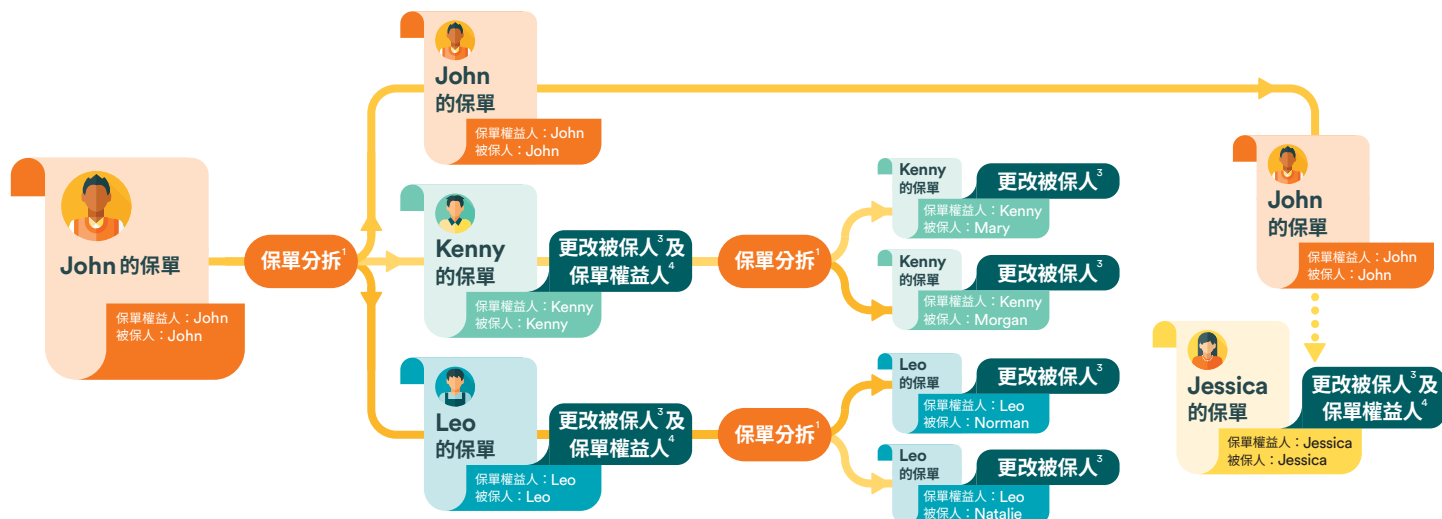 John 的保單
保單權益人：John
被保人：John
保單分拆¹
John
的保單
保單權益人：John
被保人：John
Kenny
的保單
保單權益人：Kenny
被保人：Kenny
更改被保人³及
保單權益人⁴
保單分拆¹
Kenny
的保單
更改被保人³
保單權益人：Kenny
被保人：Mary
Kenny
的保單
更改被保人³
保單權益人：Kenny
被保人：Morgan
Leo
的保單
保單權益人：Leo
被保人：Leo
更改被保人³及
保單權益人⁴
保單分拆¹
Leo
的保單
更改被保人³
保單權益人：Leo
被保人：Norman
Leo
的保單
更改被保人³
保單權益人：Leo
被保人：Natalie
John
的保單
保單權益人：John
被保人：John
Jessica
的保單
更改被保人³及
保單權益人⁴
保單權益人：Jessica
被保人：Jessica